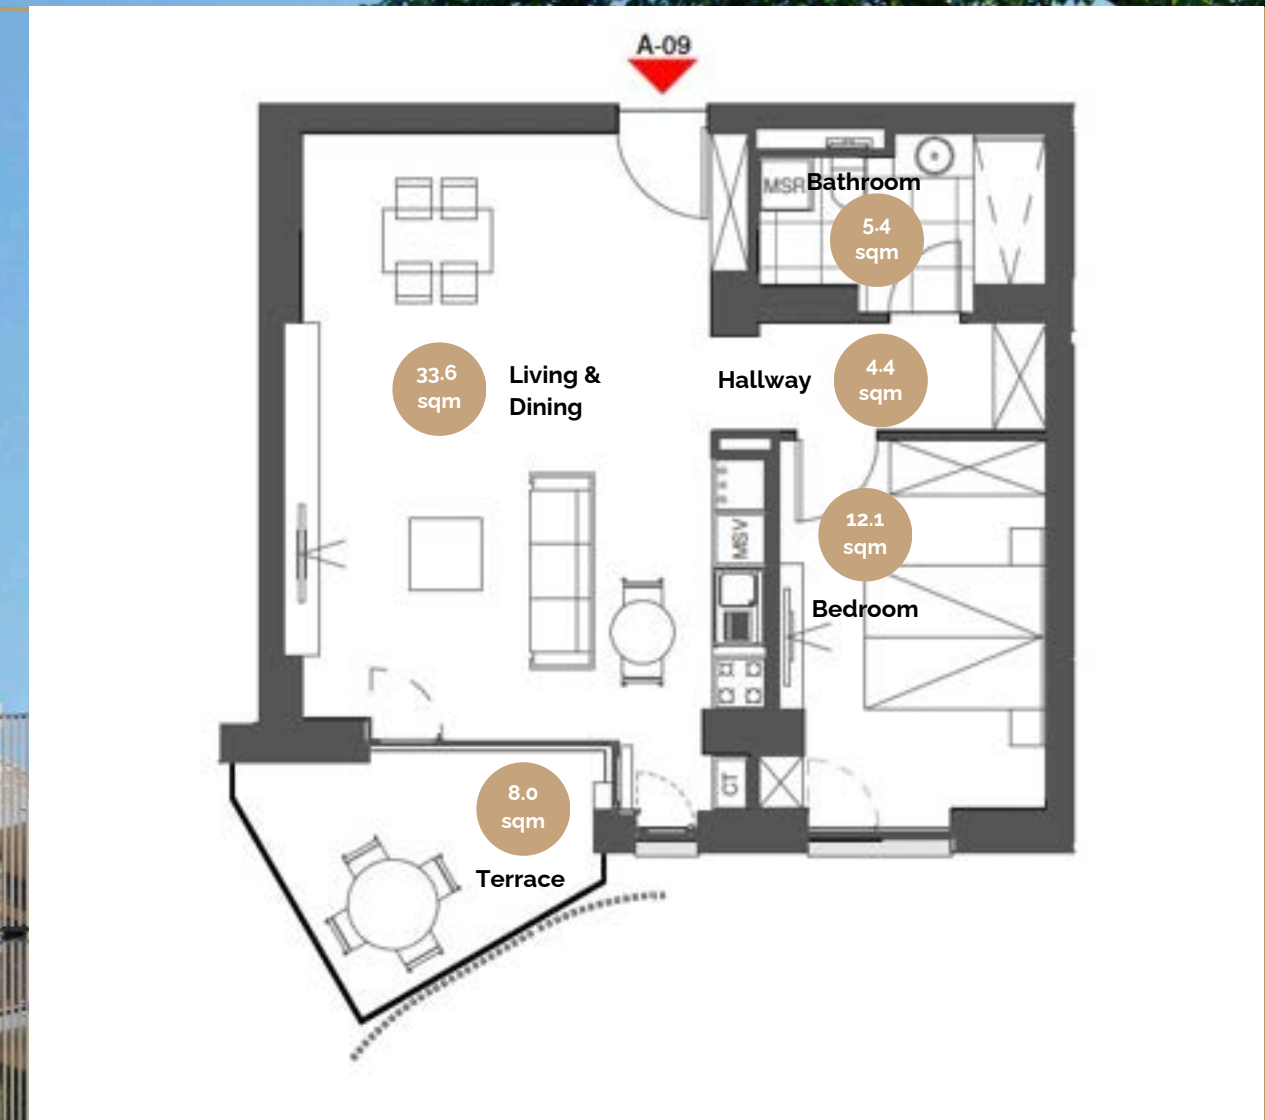 A-09
MSR
Bathroom
5.4
sqm
33.6
sqm
Living &
Dining
Hallway
4.4
sqm
MSV
12.1
sqm
Bedroom
CT
8.0
sqm
Terrace